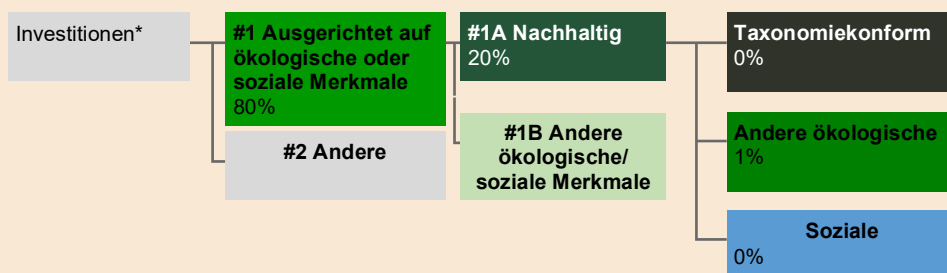 Investitionen*
#1 Ausgerichtet auf
ökologische oder
soziale Merkmale
80%
#2 Andere
#1A Nachhaltig
20%
#1B Andere
ökologische/
soziale Merkmale
Taxonomiekonform
0%
Andere ökologische
1%
Soziale
0%